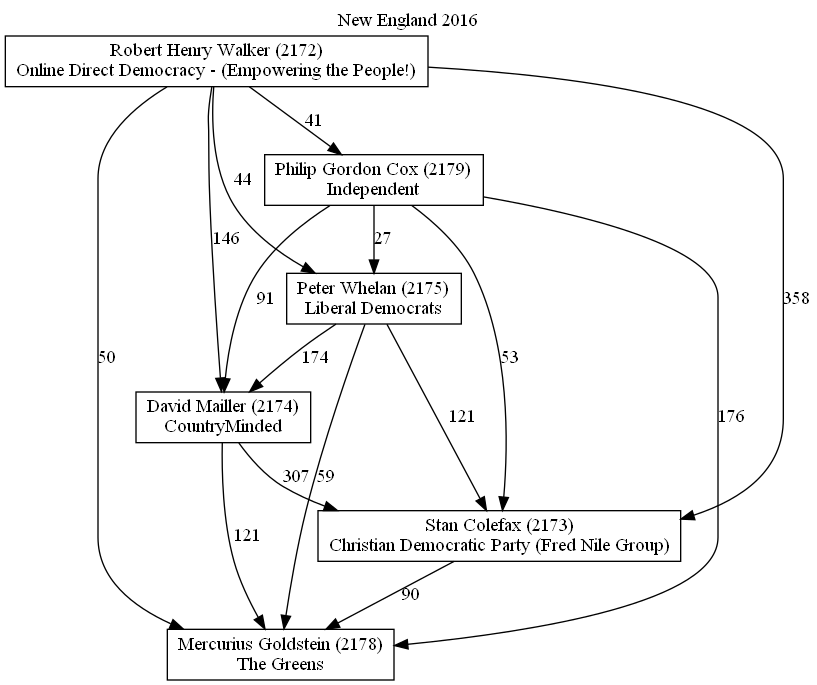 New England 2016
Robert Henry Walker (2172)
Online Direct Democracy - (Empowering the People!)
41
Philip Gordon Cox (2179)
Independent
44
146
27
Peter Whelan (2175)
Liberal Democrats
91
358
50
174
53
David Mailler (2174)
CountryMinded
121
176
307
59
Stan Colefax (2173)
Christian Democratic Party (Fred Nile Group)
121
90
Mercurius Goldstein (2178)
The Greens